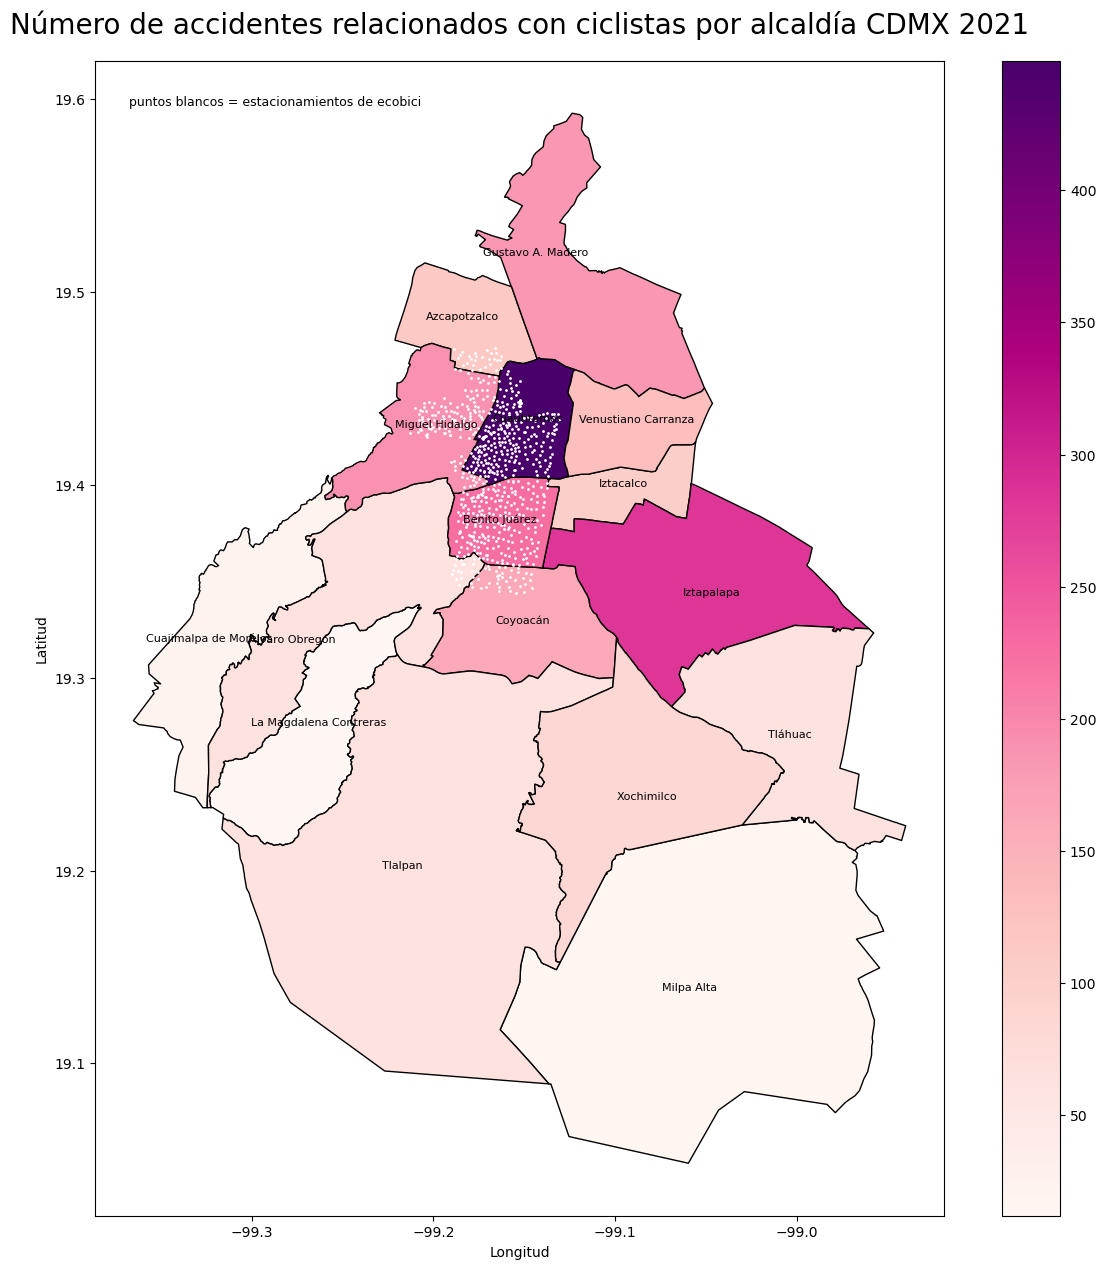 Número de accidentes relacionados con ciclistas por alcaldía CDMX 2021
puntos blancos = estacionamientos de ecobici
19.6
19.5
19.4
19.3
19.2
19.1
Latitud
Gustavo A. Madero
Azcapotzalco
Miguel Hidalgo
Venustiano Carranza
Iztacalco
Benito Juárez
Iztapalapa
Coyoacán
Cuajimalpa de Morelos
Álvaro Obregón
La Magdalena Contreras
Tláhuac
Xochimilco
Tlalpan
Milpa Alta
−99.3
−99.2
−99.1
−99.0
Longitud
400
350
300
250
200
150
100
50